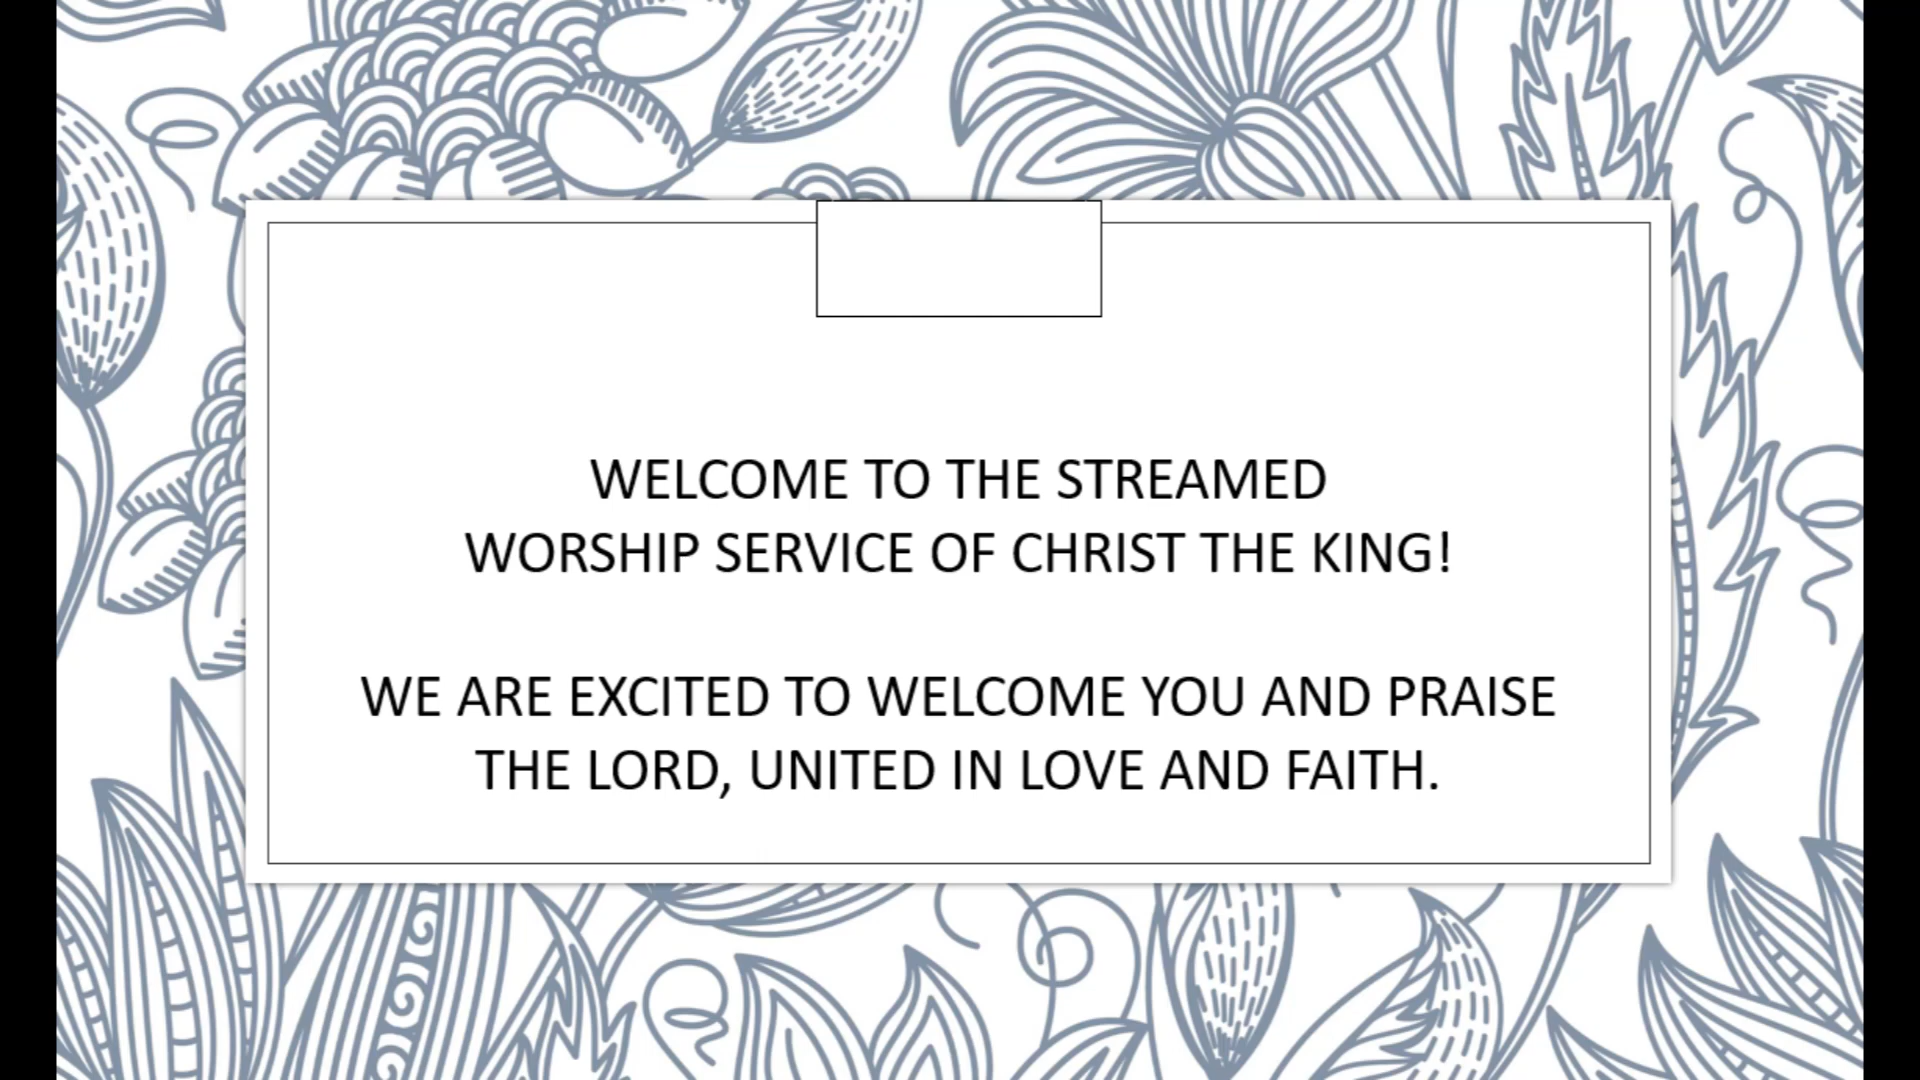 WELCOME TO THE STREAMED
WORSHIP SERVICE OF CHRIST THE KING!
WE ARE EXCITED TO WELCOME YOU AND PRAISE
THE LORD, UNITED IN LOVE AND FAITH.